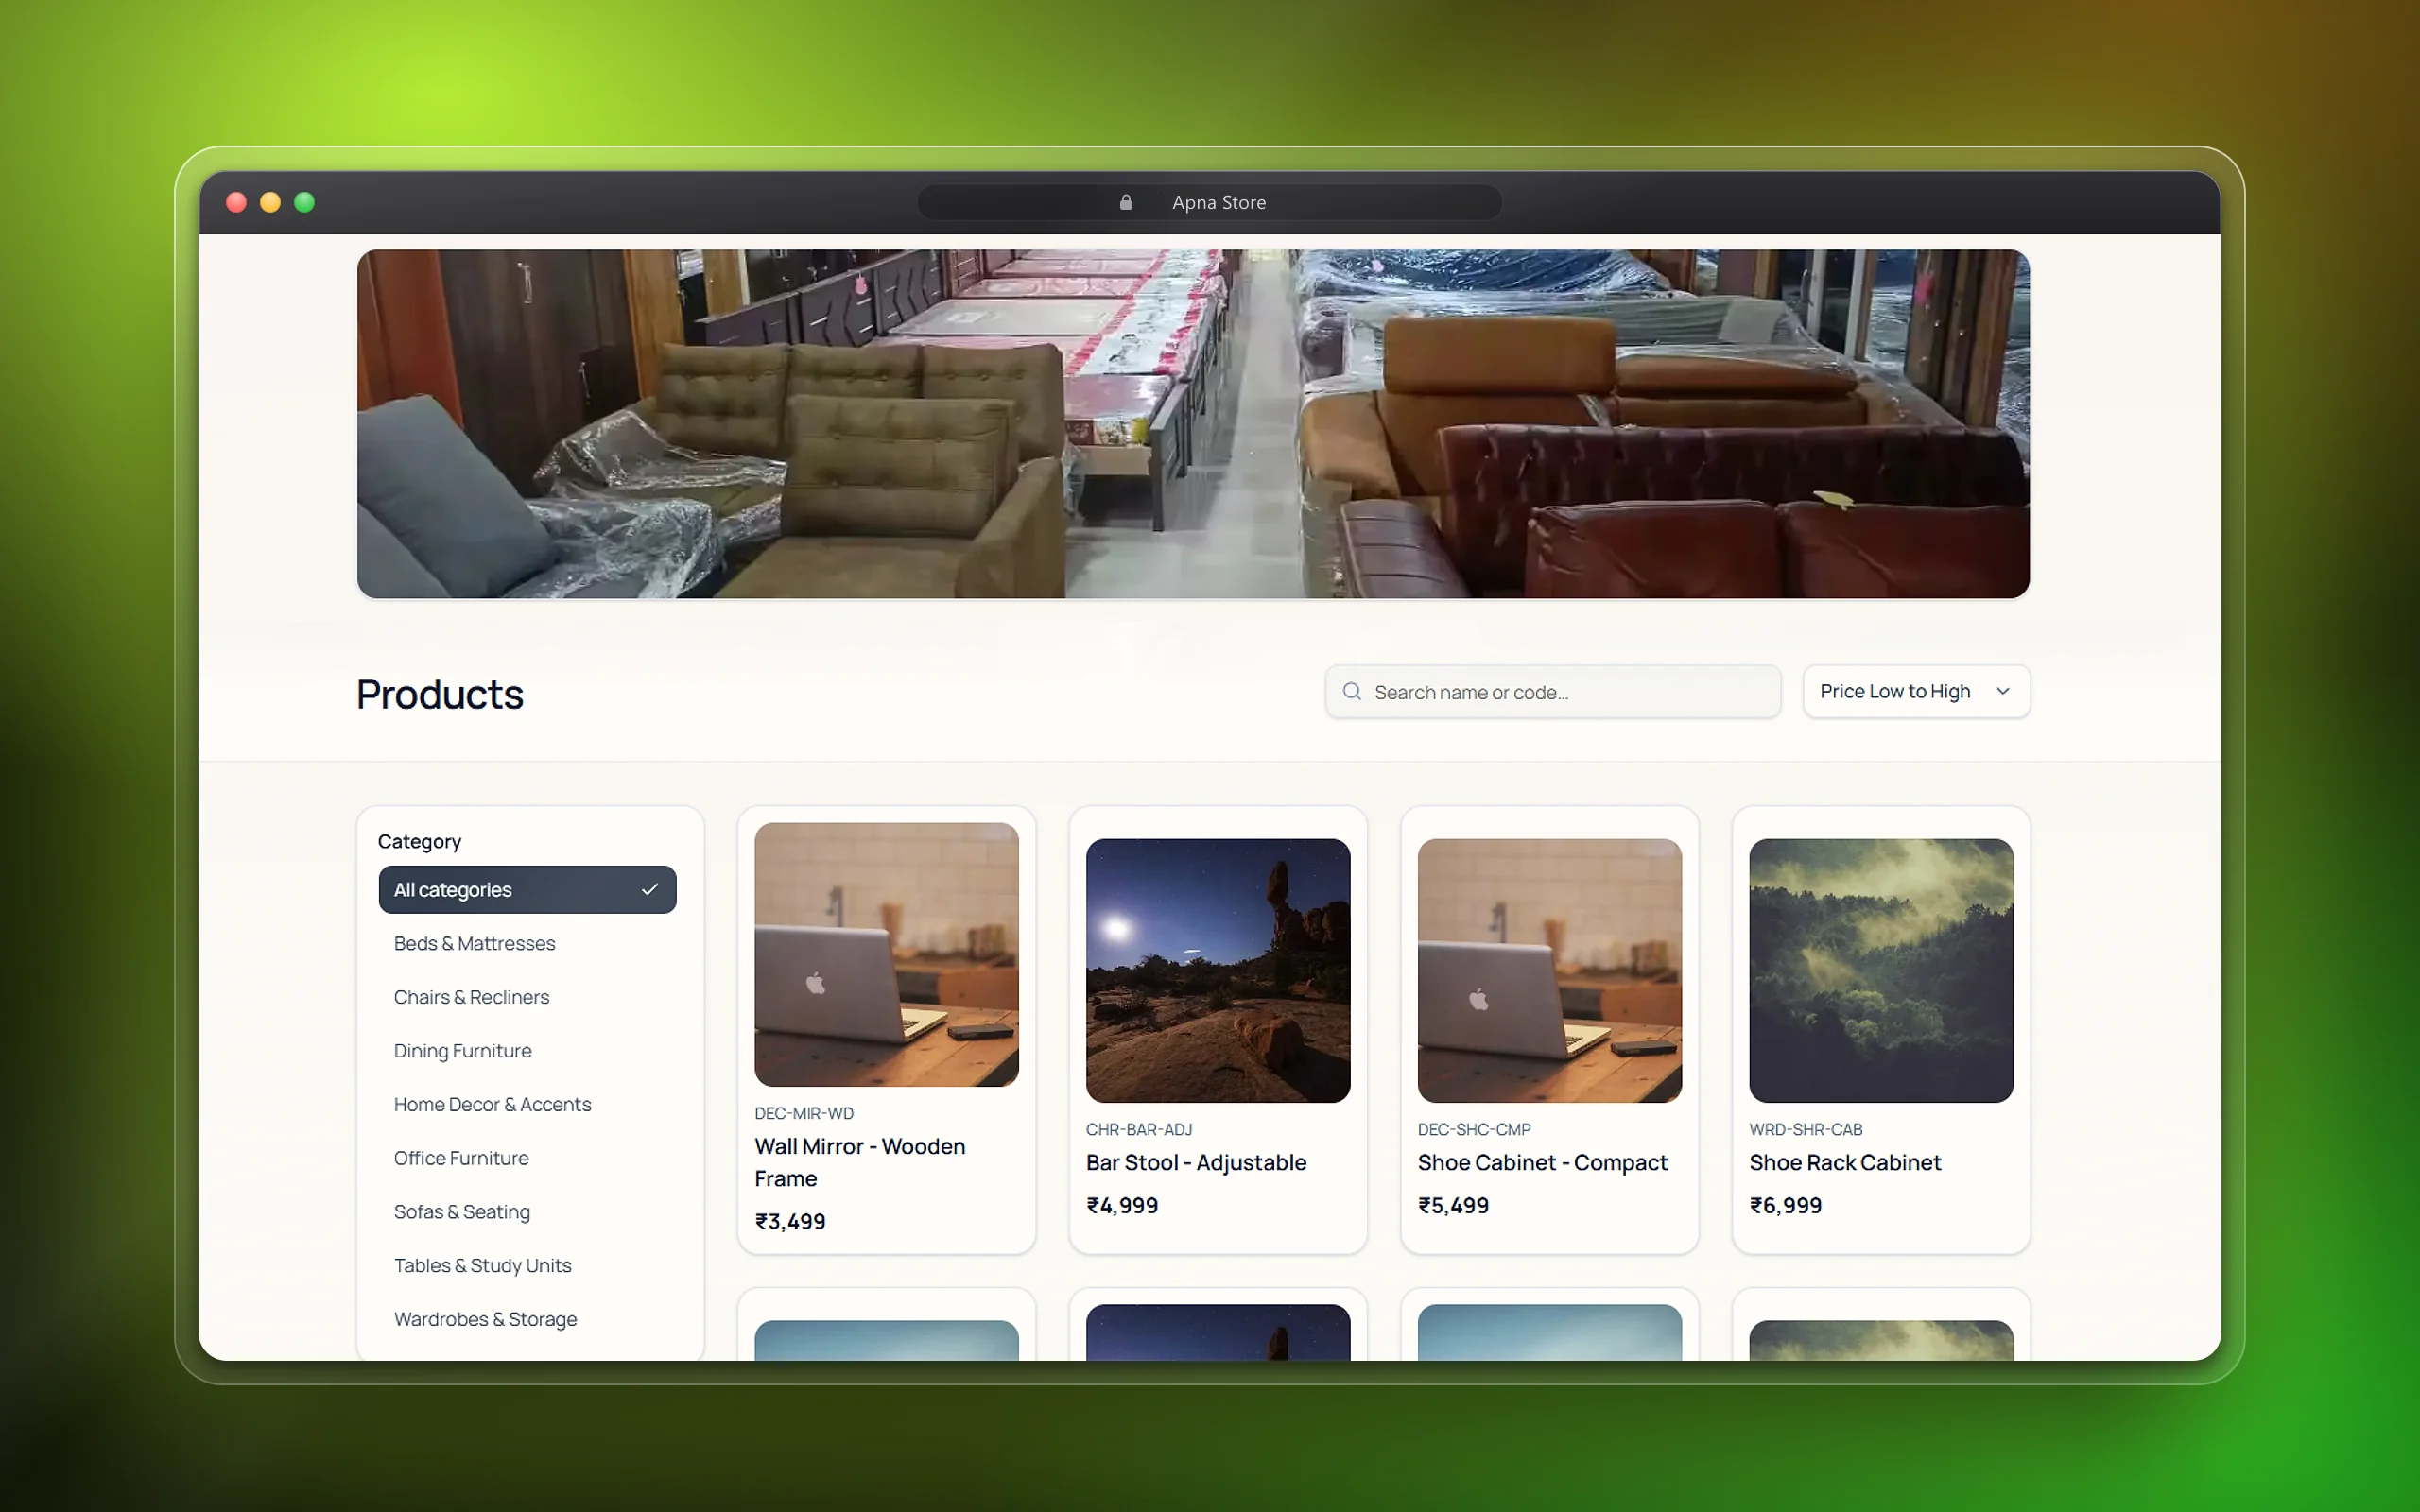 Apna Store
Products
Search name or code...
Price Low to High
Category
All categories
Beds & Mattresses
Chairs & Recliners
Dining Furniture
Home Decor & Accents
Office Furniture
Sofas & Seating
Tables & Study Units
Wardrobes & Storage
DEC-MIR-WD
Wall Mirror - Wooden
Frame
₹3,499
CHR-BAR-ADJ
Bar Stool - Adjustable
₹4,999
DEC-SHC-CMP
Shoe Cabinet - Compact
₹5,499
WRD-SHR-CAB
Shoe Rack Cabinet
₹6,999